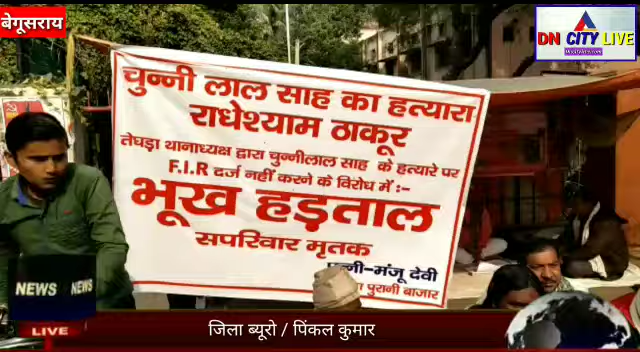 बेगूसराय
DN CITY LIVE
चुन्नी लाल साह का हत्यारा
राधेश्याम ठाकूर
तेघड़ा थानाध्यक्ष द्वारा चुन्नीलाल साह के हत्यारे पर
F.I.R दर्ज नहीं करने के विरोध में :-
भूख हड़ताल
सपरिवार मृतक
पत्नी-मंजू देवी
पुरानी बाजार
NEWS NEWS
LIVE
जिला ब्यूरो / पिंकल कुमार